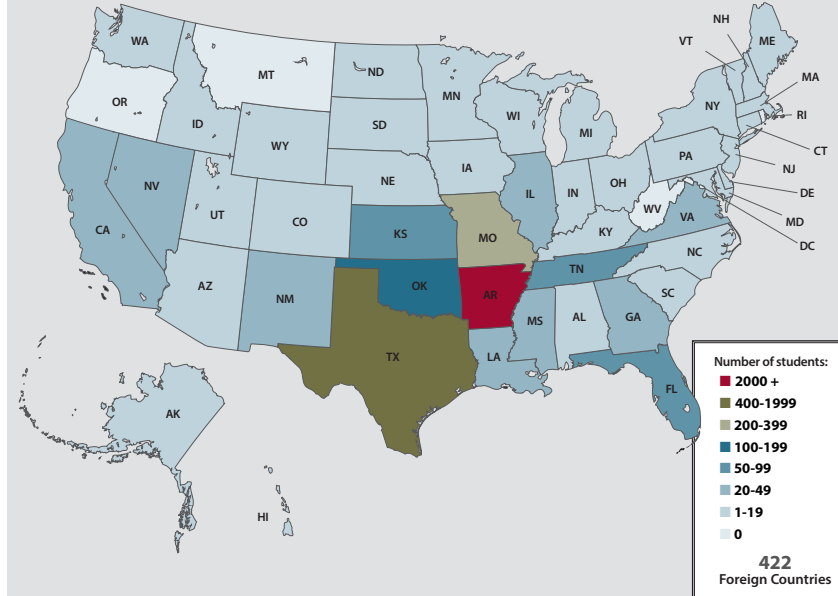 NH
WA
VT
ME
MT
ND
MA
MN
OR
NY
WI
RI
ID
SD
MI
WY
CT
PA
IA
NJ
NE
OH
IN
IL
DE
NV
WV
UT
MD
VA
CO
CA
KS
MO
KY
DC
NC
TN
AZ
OK
SC
AR
NM
MS
AL
GA
TX
LA
Number of students:
2000 +
FL
400-1999
AK
200-399
100-199
50-99
20-49
HI
1-19
0
422
Foreign Countries